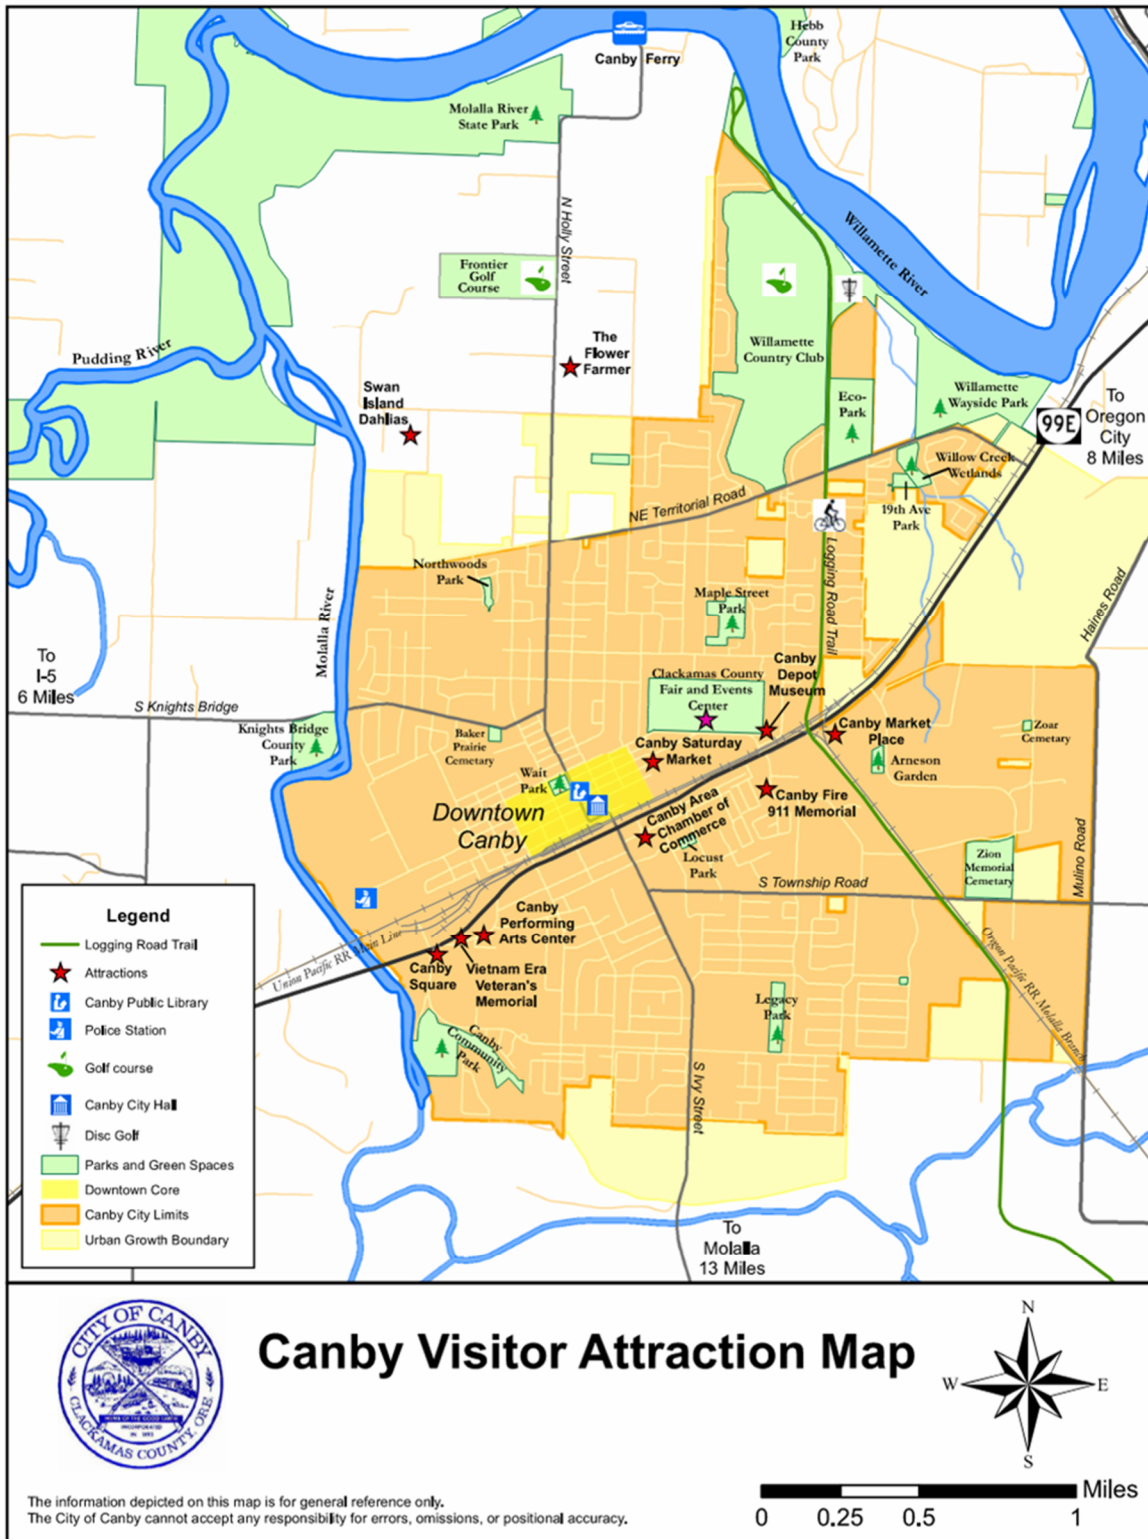 Hebb
County
Park
Canby Ferry
Molalla River
State Park
N Holly Street
Willamette River
Frontier
Golf
Course
Willamette
Country Club
The
Flower
Farmer
Pudding River
Swan
Island
Dahlias
Eco-
Park
Willamette
Wayside Park
99E
To
Oregon
City
8 Miles
Willow Creek
Wetlands
19th Ave
Park
NE Territorial Road
Logging Road Trail
Northwoods
Park
Maple Street
Park
Haines Road
Molalla River
To
I-5
6 Miles
S Knights Bridge
Knights Bridge
County
Park
Baker
Prairie
Cemetary
Clackamas County
Fair and Events
Center
Canby
Depot
Museum
Canby Saturday
Market
Canby Market
Place
Zoar
Cemetary
Arneson
Garden
Wait
Park
Downtown
Canby
Canby Area
Chamber of
Commerce
Canby Fire
911 Memorial
Locust
Park
S Township Road
Zion
Memorial
Cemetary
Mulino Road
Union Pacific RR Main Line
Canby
Performing
Arts Center
Canby
Square
Vietnam Era
Veteran's
Memorial
Oregon Pacific RR Molalla Branch
Legacy
Park
Canby
Community
Park
S Ivy Street
To
Molalla
13 Miles
Legend
Logging Road Trail
Attractions
Canby Public Library
Police Station
Golf course
Canby City Hall
Disc Golf
Parks and Green Spaces
Downtown Core
Canby City Limits
Urban Growth Boundary
CITY OF CANBY
CLACKAMAS COUNTY, ORE.
INCORPORATED
IN 1893
Canby Visitor Attraction Map
N
W E
S
Miles
0 0.25 0.5 1
The information depicted on this map is for general reference only.
The City of Canby cannot accept any responsibility for errors, omissions, or positional accuracy.